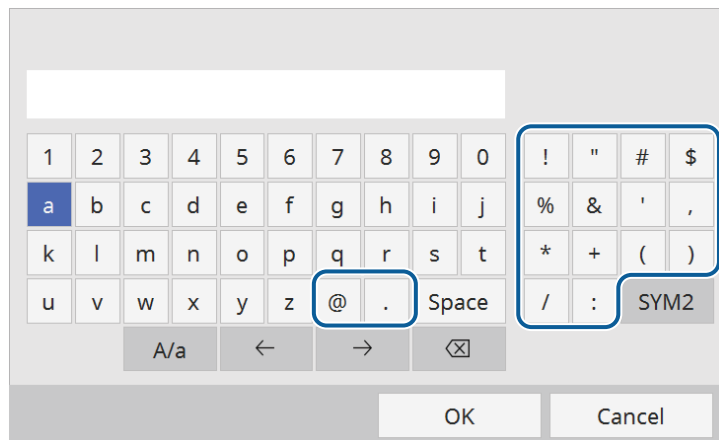 1 2 3 4 5 6 7 8 9 0 ! " # $
a b c d e f g h i j % & ' ,
k l m n o p q r s t * + ( )
u v w x y z @ . Space / : SYM2
A/a ← → ⌫
OK Cancel